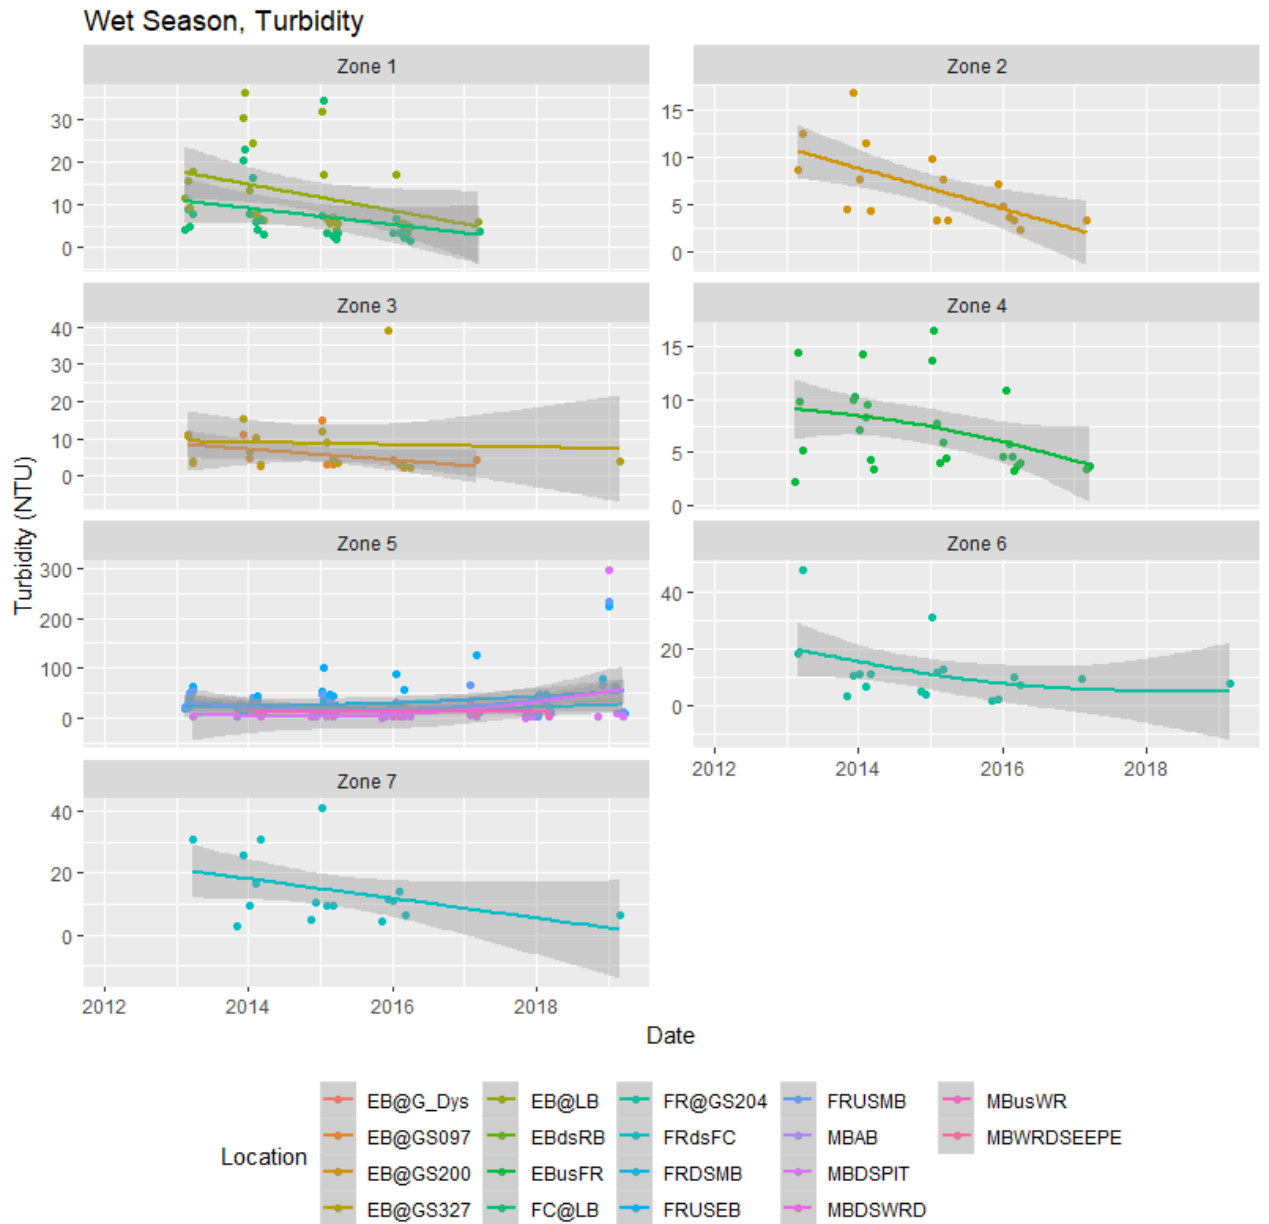 Wet Season, Turbidity
Zone 1
Zone 2
30
20
10
0
15
10
5
0
Zone 3
Zone 4
40
30
20
10
0
15
10
5
0
Zone 5
Zone 6
300
200
100
0
40
20
0
2012 2014 2016 2018
Zone 7
40
20
0
2012 2014 2016 2018
Turbidity (NTU)
Date
Location
EB@G_Dys EB@LB FR@GS204 FRUSMB MBusWR
EB@GS097 EBdsRB FRdsFC MBAB MBWRDSEEPE
EB@GS200 EBusFR FRDSMB MBDSPIT
EB@GS327 FC@LB FRUSEB MBDSWRD